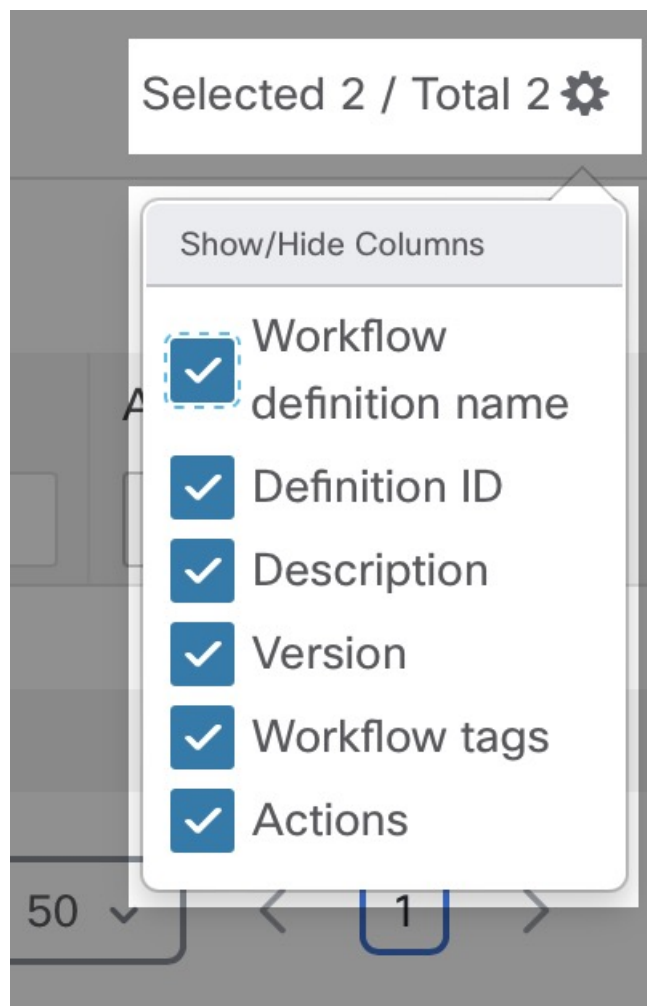 Selected 2 / Total 2
Show/Hide Columns
Workflow
definition name
A
Definition ID
Description
Version
Workflow tags
Actions
50
1